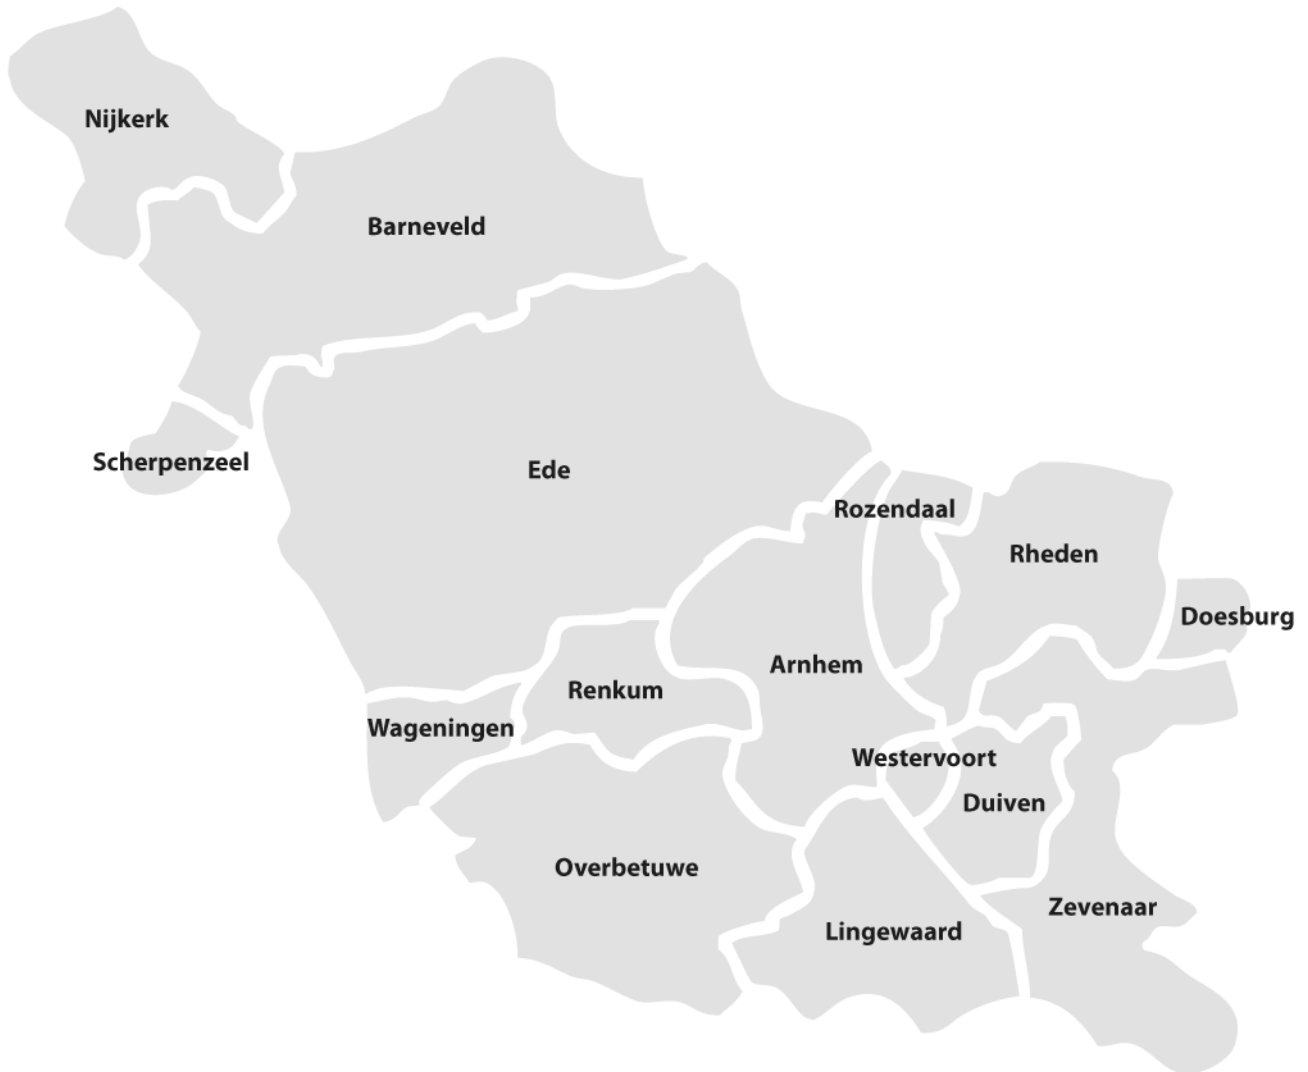 Nijkerk
Barneveld
Scherpenzeel
Ede
Rozendaal
Rheden
Doesburg
Arnhem
Renkum
Wageningen
Westervoort
Duiven
Overbetuwe
Zevenaar
Lingewaard